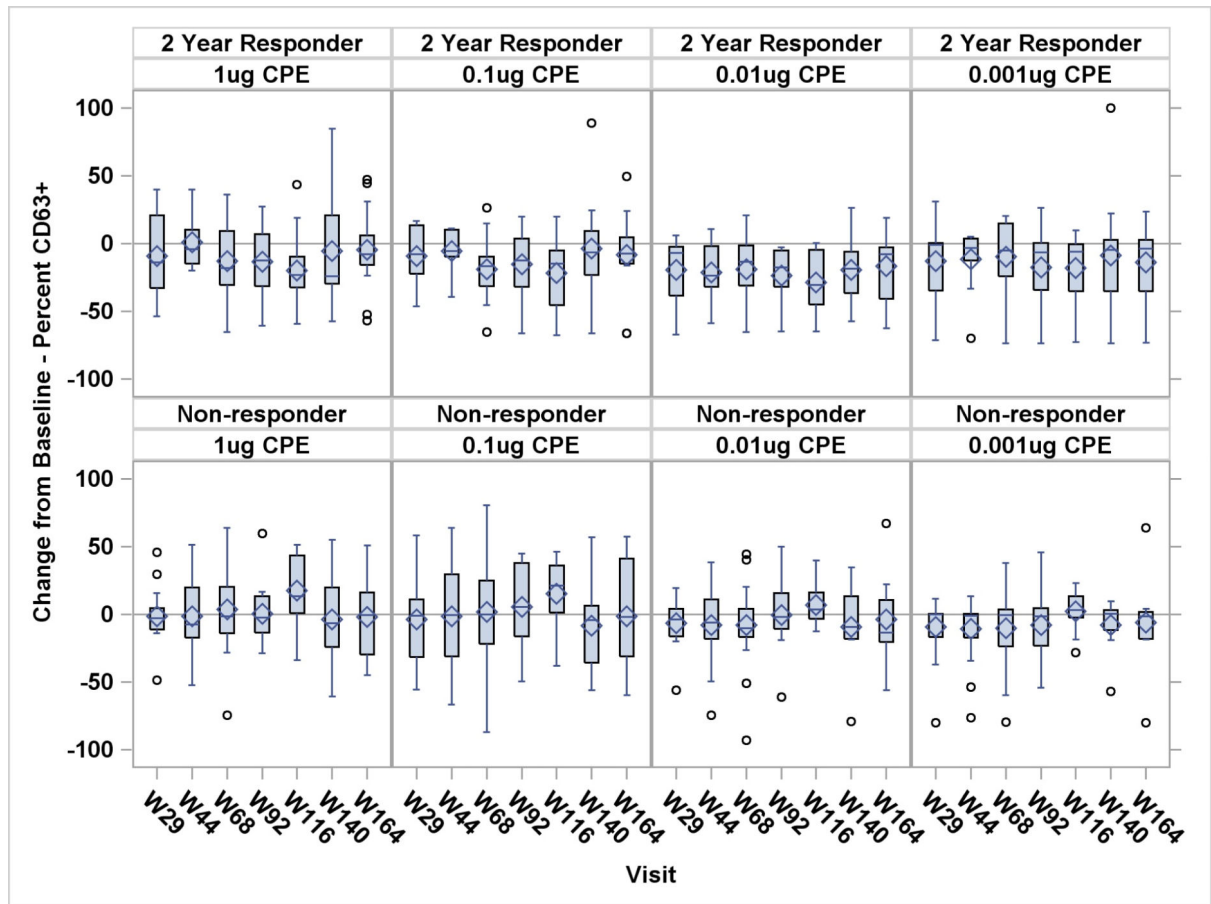 2 Year Responder 2 Year Responder 2 Year Responder 2 Year Responder
1ug CPE 0.1ug CPE 0.01ug CPE 0.001ug CPE
100
50
0
-50
-100
Non-responder Non-responder Non-responder Non-responder
1ug CPE 0.1ug CPE 0.01ug CPE 0.001ug CPE
100
50
0
-50
-100
Change from Baseline - Percent CD63+
W29 W44 W68 W92 W116 W140 W164 W29 W44 W68 W92 W116 W140 W164 W29 W44 W68 W92 W116 W140 W164 W29 W44 W68 W92 W116 W140 W164
Visit